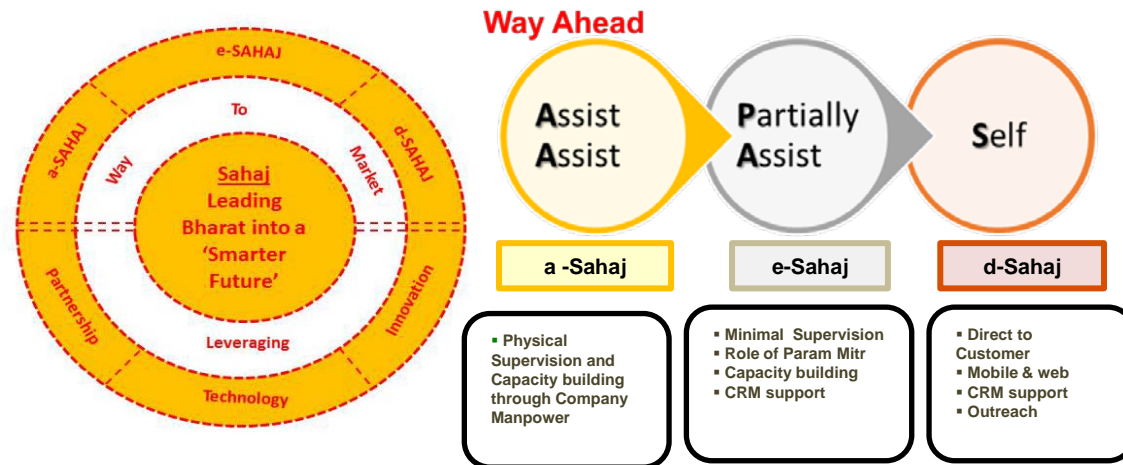 Way Ahead
e-SAHAJ
a-SAHAJ
d-SAHAJ
To
Way
Market
Sahaj
Leading
Bharat into a
‘Smarter
Future’
Partnership
Innovation
Leveraging
Technology
Assist
Assist
Partially
Assist
Self
a -Sahaj
e-Sahaj
d-Sahaj
▪ Physical
Supervision and
Capacity building
through Company
Manpower
▪ Minimal Supervision
▪ Role of Param Mitr
▪ Capacity building
▪ CRM support
▪ Direct to
Customer
▪ Mobile & web
▪ CRM support
▪ Outreach